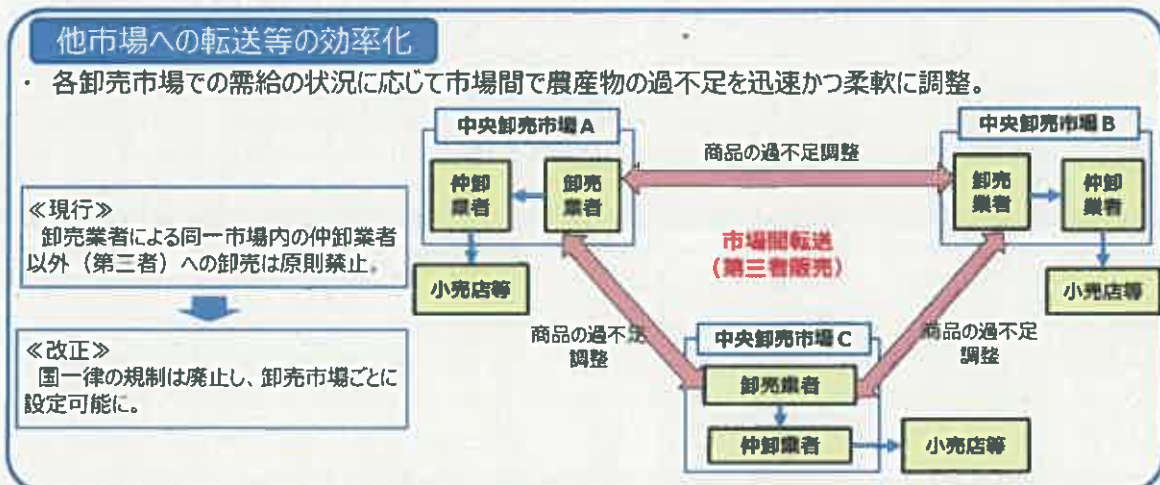 他市場への転送等の効率化
・ 各卸売市場での需給の状況に応じて市場間で農産物の過不足を迅速かつ柔軟に調整。
≪現行≫
卸売業者による同一市場内の仲卸業者
以外（第三者）への卸売は原則禁止。
≪改正≫
国一律の規制は廃止し、卸売市場ごとに
設定可能に。
中央卸売市場A
仲卸
業者
卸売
業者
小売店等
商品の過不足調整
中央卸売市場B
卸売
業者
仲卸
業者
小売店等
市場間転送
（第三者販売）
商品の過不足
調整
商品の過不足
調整
中央卸売市場C
卸売業者
仲卸業者
小売店等